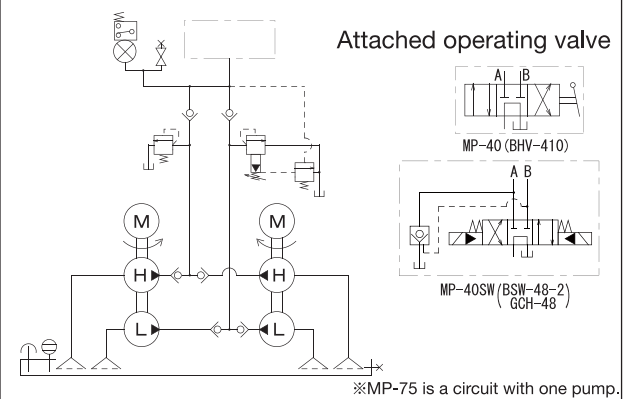 Attached operating valve
A B
MP-40(BHV-410)
A B
MP-40SW(BSW-48-2)
GCH-48
M M
H H
L L
※MP-75 is a circuit with one pump.